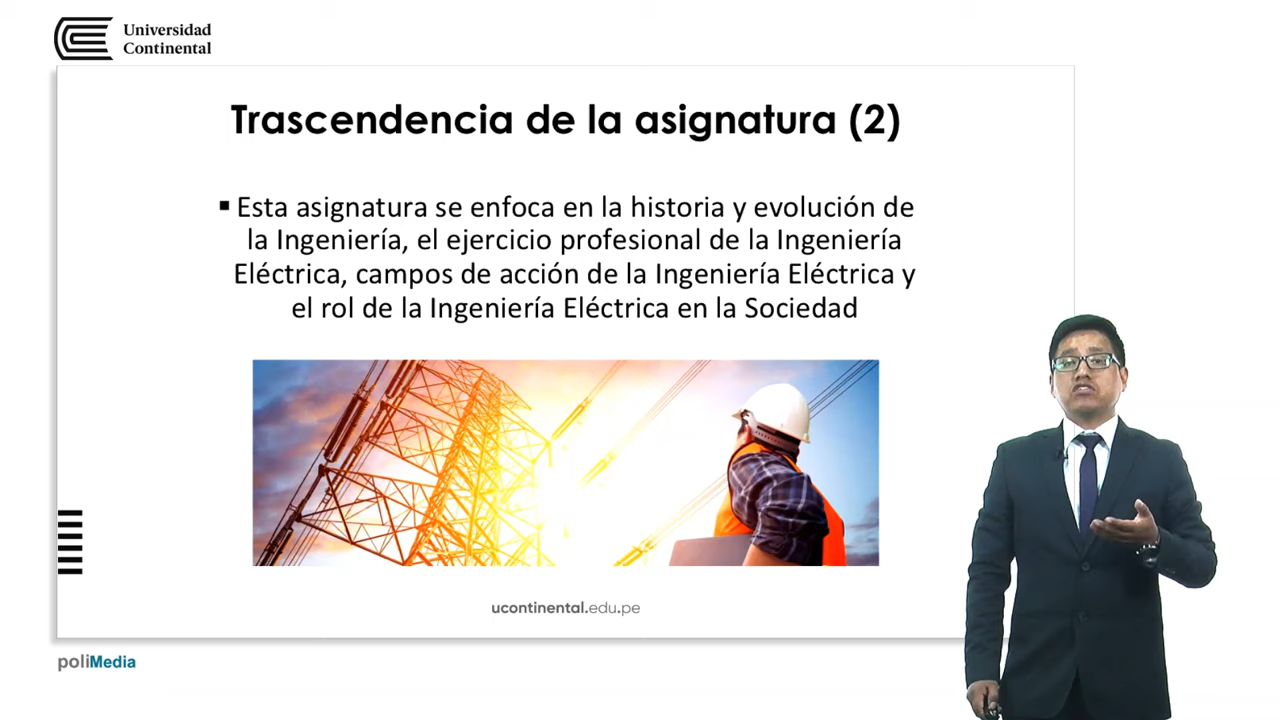 Universidad
Continental
Trascendencia de la asignatura (2)
▪ Esta asignatura se enfoca en la historia y evolución de
la Ingeniería, el ejercicio profesional de la Ingeniería
Eléctrica, campos de acción de la Ingeniería Eléctrica y
el rol de la Ingeniería Eléctrica en la Sociedad
ucontinental.edu.pe
poliMedia